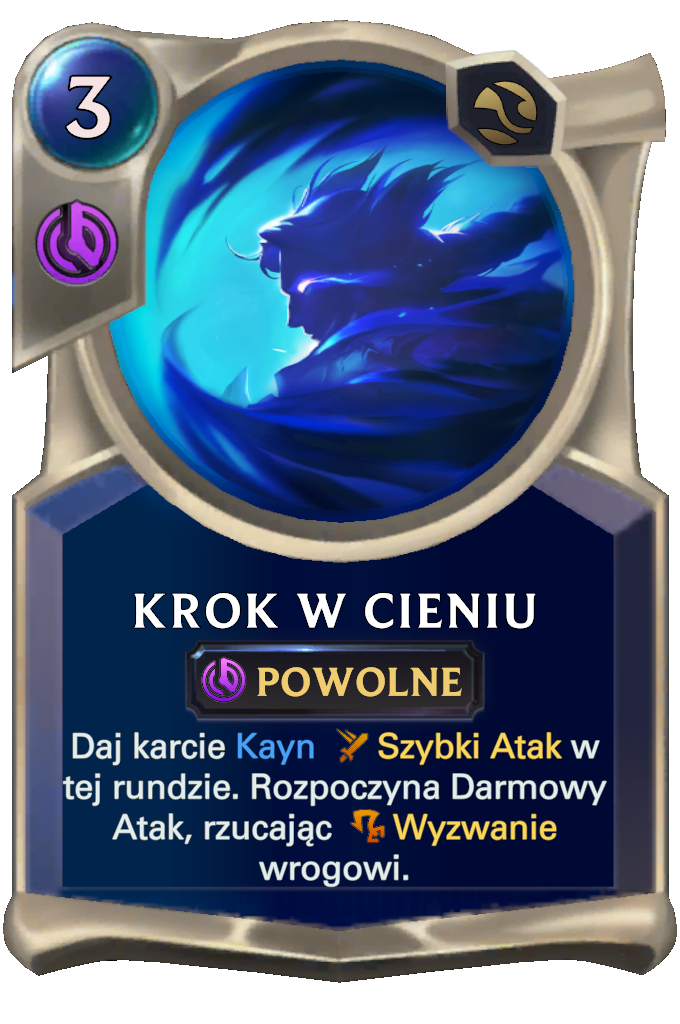 3
KROK W CIENIU
POWOLNE
Daj karcie Kayn Szybki Atak w
tej rundzie. Rozpoczyna Darmowy
Atak, rzucając Wyzwanie
wrogowi.